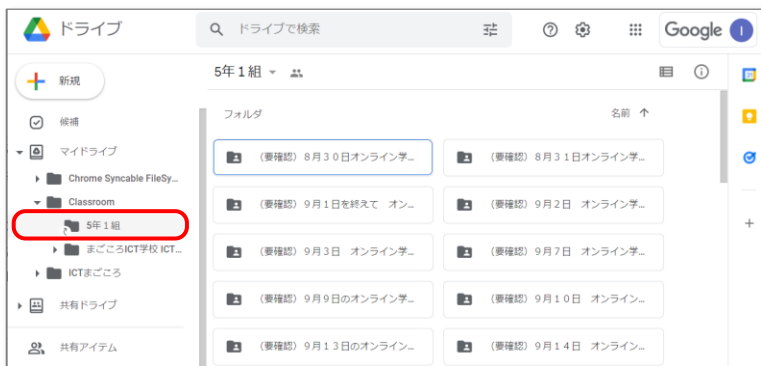 ドライブ
ドライブで検索
Google
I
新規
5年１組
候補
フォルダ
名前
マイドライブ
(要確認) ８月３０日オンライン学...
(要確認) ８月３１日オンライン学...
Chrome Syncable FileSy...
Classroom
(要確認) ９月１日を終えて　オン...
(要確認) ９月２日　オンライン学...
5年１組
まごころICT学校 ICT...
(要確認) ９月３日　オンライン学...
(要確認) ９月７日　オンライン学...
ICTまごころ
(要確認) ９月９日のオンライン学...
(要確認) ９月１０日　オンライン...
共有ドライブ
共有アイテム
(要確認) ９月１３日のオンライン...
(要確認) ９月１４日　オンライン...